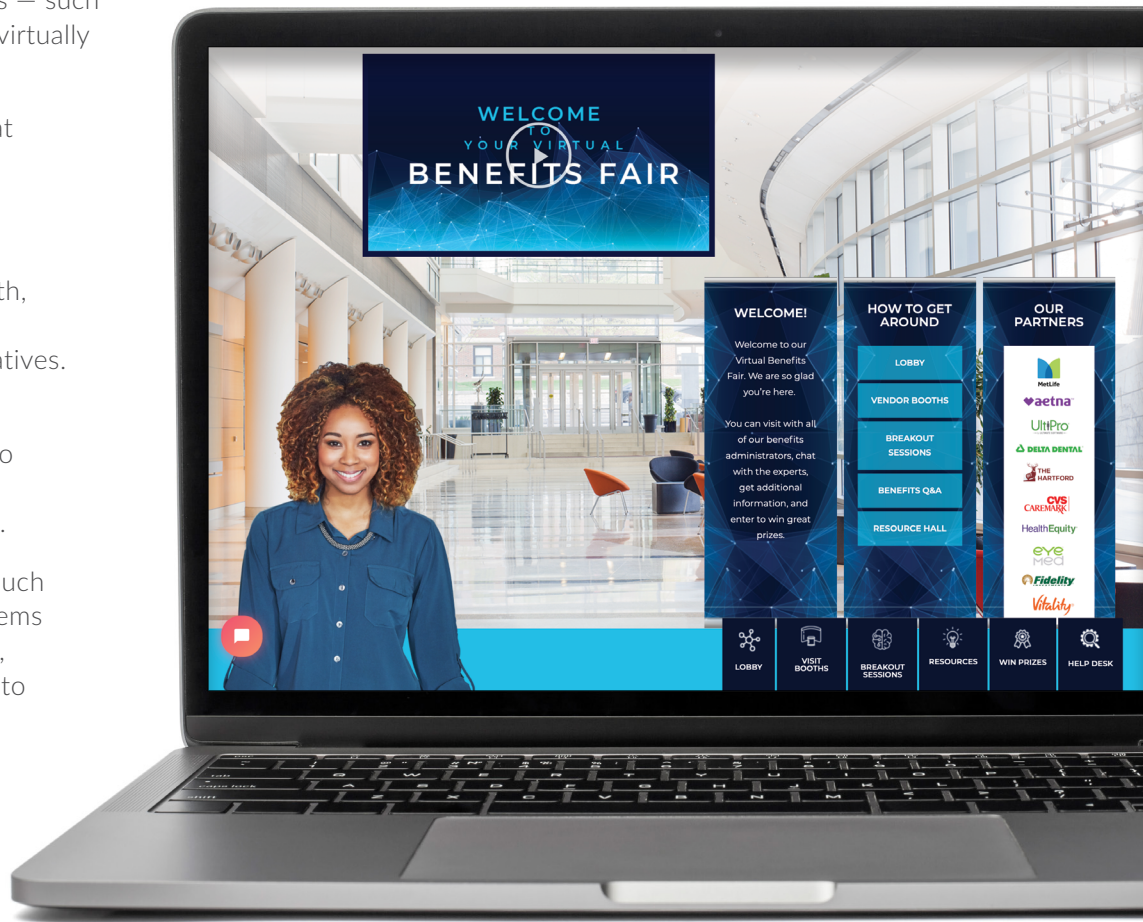 s — such
virtually
nt
th,
atives.
o
.
uch
ems
,
to
WELCOME
TO
YOUR VIRTUAL
BENEFITS FAIR
WELCOME!
Welcome to our
Virtual Benefits
Fair. We are so glad
you're here.
You can visit with all
of our benefits
administrators, chat
with the experts,
get additional
information, and
enter to win great
prizes.
HOW TO GET
AROUND
LOBBY
VENDOR BOOTHS
BREAKOUT
SESSIONS
BENEFITS Q&A
RESOURCE HALL
OUR
PARTNERS
MetLife
aetna
UltiPro
DELTA DENTAL
THE
HARTFORD
CVS
CAREMARK
HealthEquity
eye
med
Fidelity
Vitality
LOBBY
VISIT
BOOTHS
BREAKOUT
SESSIONS
RESOURCES
WIN PRIZES
HELP DESK
tab
caps lock
shift
Q W E R T Y U I O P
A S D F G H J K L
Z X C V B N M